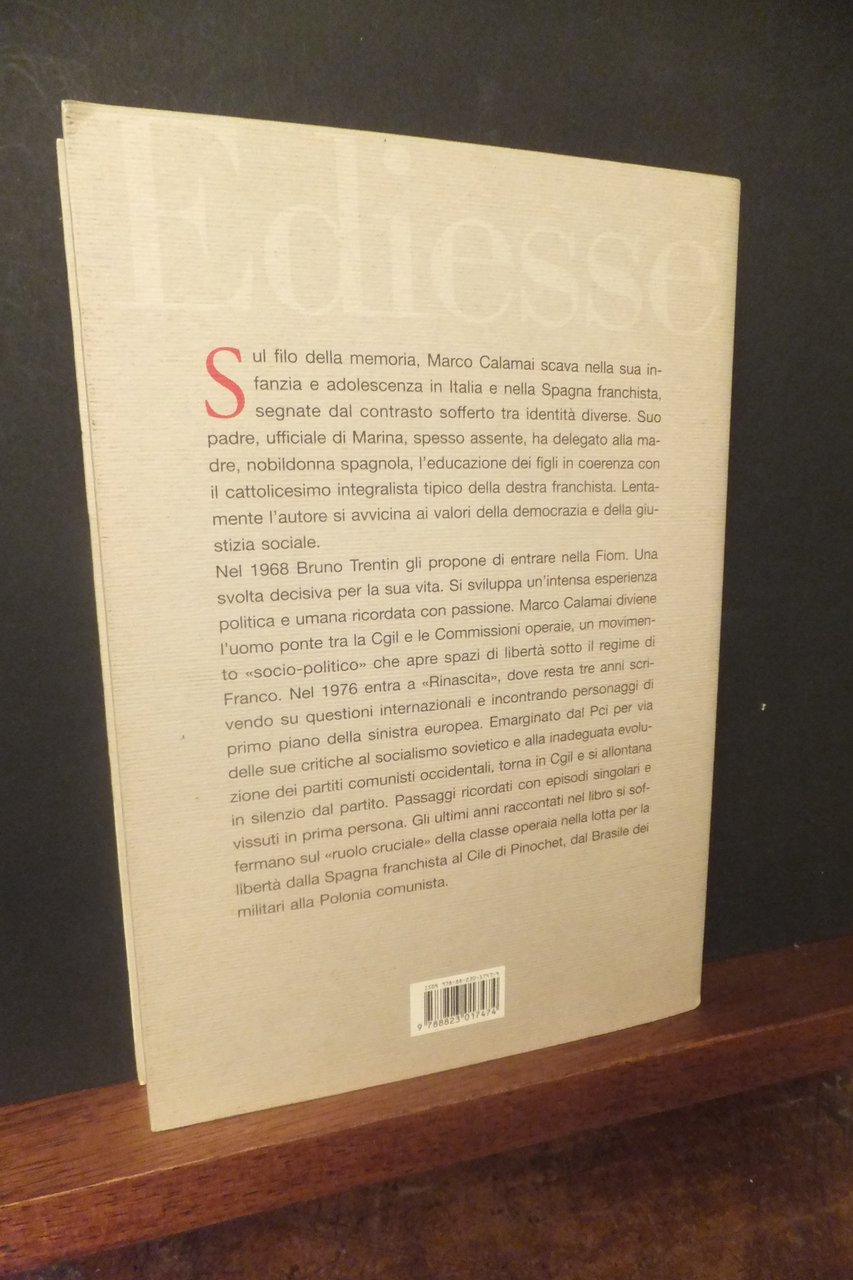 Ediesse
Sul filo della memoria, Marco Calamai scava nella sua in-
fanzia e adolescenza in Italia e nella Spagna franchista,
segnate dal contrasto sofferto tra identità diverse. Suo
padre, ufficiale di Marina, spesso assente, ha delegato alla ma-
dre, nobildonna spagnola, l'educazione dei figli in coerenza con
il cattolicesimo integralista tipico della destra franchista. Lenta-
mente l'autore si avvicina ai valori della democrazia e della giu-
stizia sociale.
Nel 1968 Bruno Trentin gli propone di entrare nella Fiom. Una
svolta decisiva per la sua vita. Si sviluppa un'intensa esperienza
politica e umana ricordata con passione. Marco Calamai diviene
l'uomo ponte tra la Cgil e le Commissioni operaie, un movimen-
to «socio-politico» che apre spazi di libertà sotto il regime di
Franco. Nel 1976 entra a «Rinascita», dove resta tre anni scri-
vendo su questioni internazionali e incontrando personaggi di
primo piano della sinistra europea. Emarginato dal Pci per via
delle sue critiche al socialismo sovietico e alla inadeguata evolu-
zione dei partiti comunisti occidentali, torna in Cgil e si allontana
in silenzio dal partito. Passaggi ricordati con episodi singolari e
vissuti in prima persona. Gli ultimi anni raccontati nel libro si sof-
fermano sul «ruolo cruciale» della classe operaia nella lotta per la
libertà dalla Spagna franchista al Cile di Pinochet, dal Brasile dei
militari alla Polonia comunista.
ISBN 978-88-230-1747-4
9 788823 017474